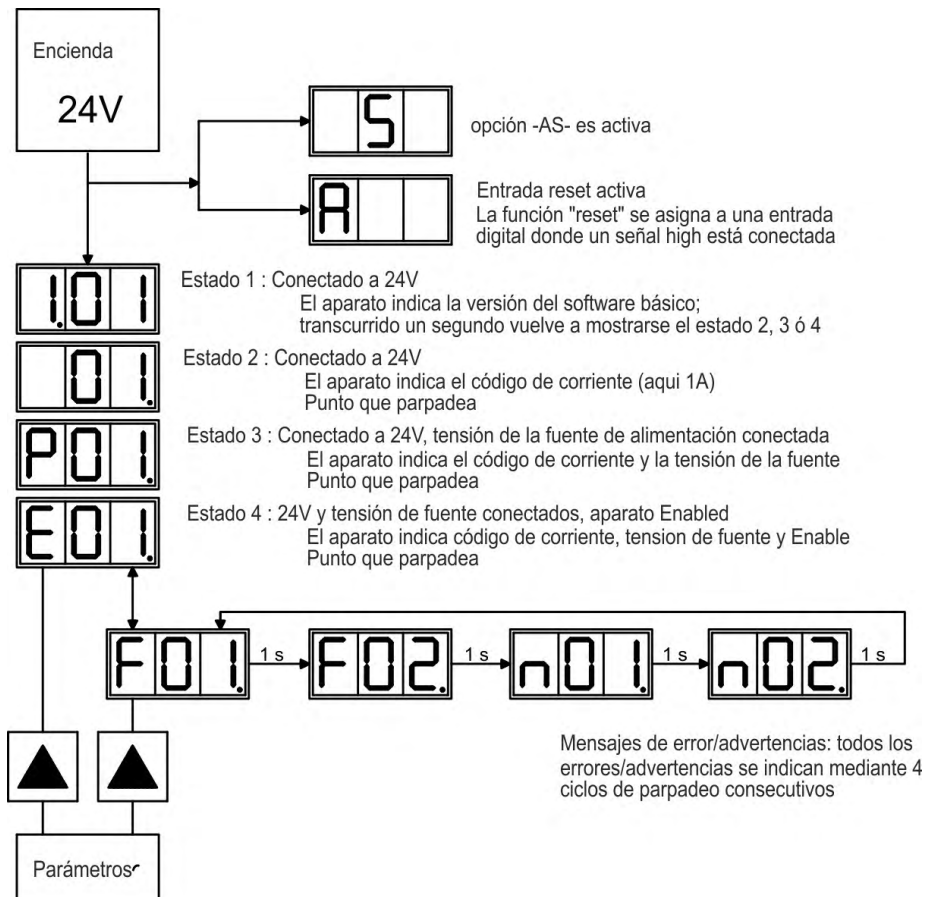 Encienda
24V
S
opción -AS- es activa
A
Entrada reset activa
La función "reset" se asigna a una entrada
digital donde un señal high está conectada
1.01
Estado 1 : Conectado a 24V
El aparato indica la versión del software básico;
transcurrido un segundo vuelve a mostrarse el estado 2, 3 ó 4
01.
Estado 2 : Conectado a 24V
El aparato indica el código de corriente (aqui 1A)
Punto que parpadea
P01.
Estado 3 : Conectado a 24V, tensión de la fuente de alimentación conectada
El aparato indica el código de corriente y la tensión de la fuente
Punto que parpadea
E01.
Estado 4 : 24V y tensión de fuente conectados, aparato Enabled
El aparato indica código de corriente, tension de fuente y Enable
Punto que parpadea
F01. 1 s F02. 1 s n01. 1 s n02. 1 s
Mensajes de error/advertencias: todos los
errores/advertencias se indican mediante 4
ciclos de parpadeo consecutivos
Parámetros